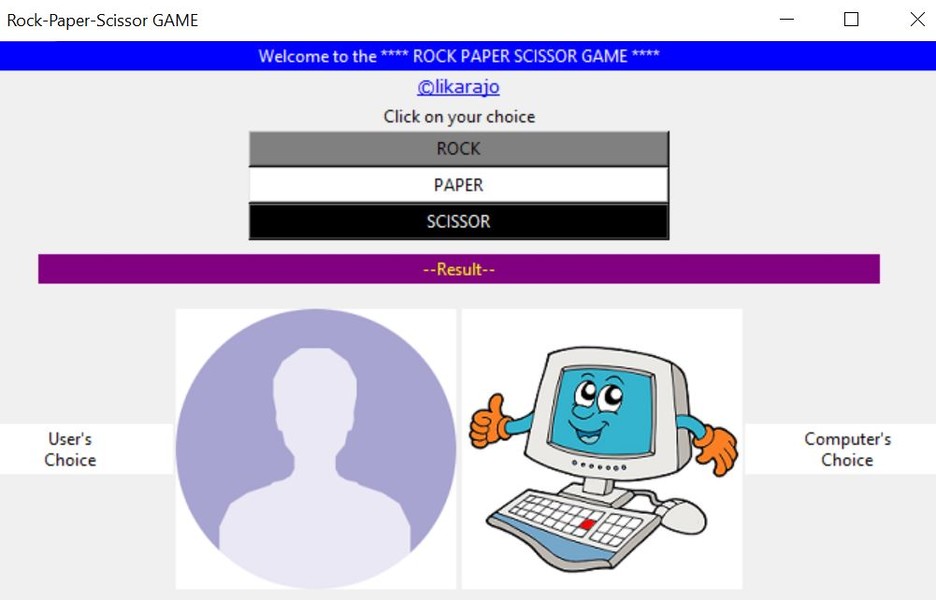 Rock-Paper-Scissor GAME
Welcome to the **** ROCK PAPER SCISSOR GAME ****
©likarajo
Click on your choice
ROCK
PAPER
SCISSOR
--Result--
User's
Choice
Computer's
Choice